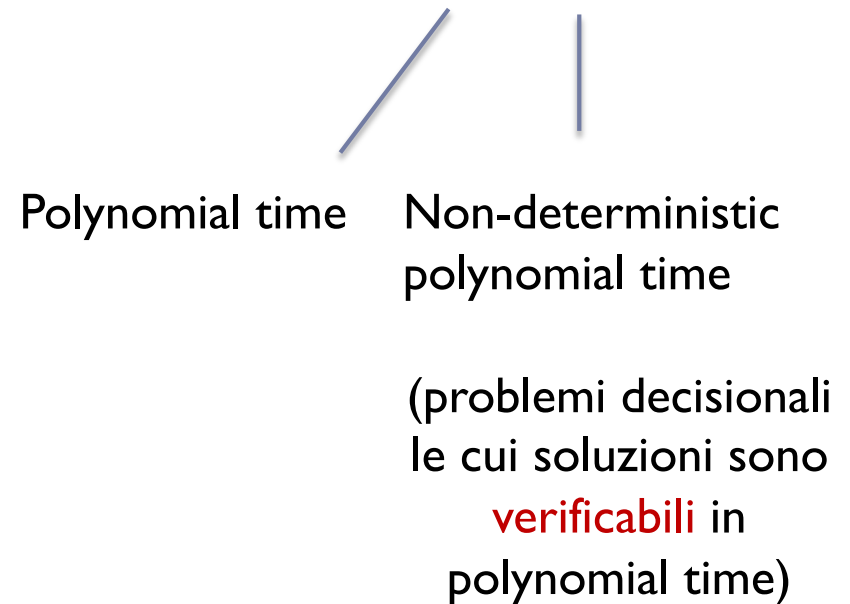 Polynomial time
Non-deterministic
polynomial time
(problemi decisionali
le cui soluzioni sono
verificabili in
polynomial time)